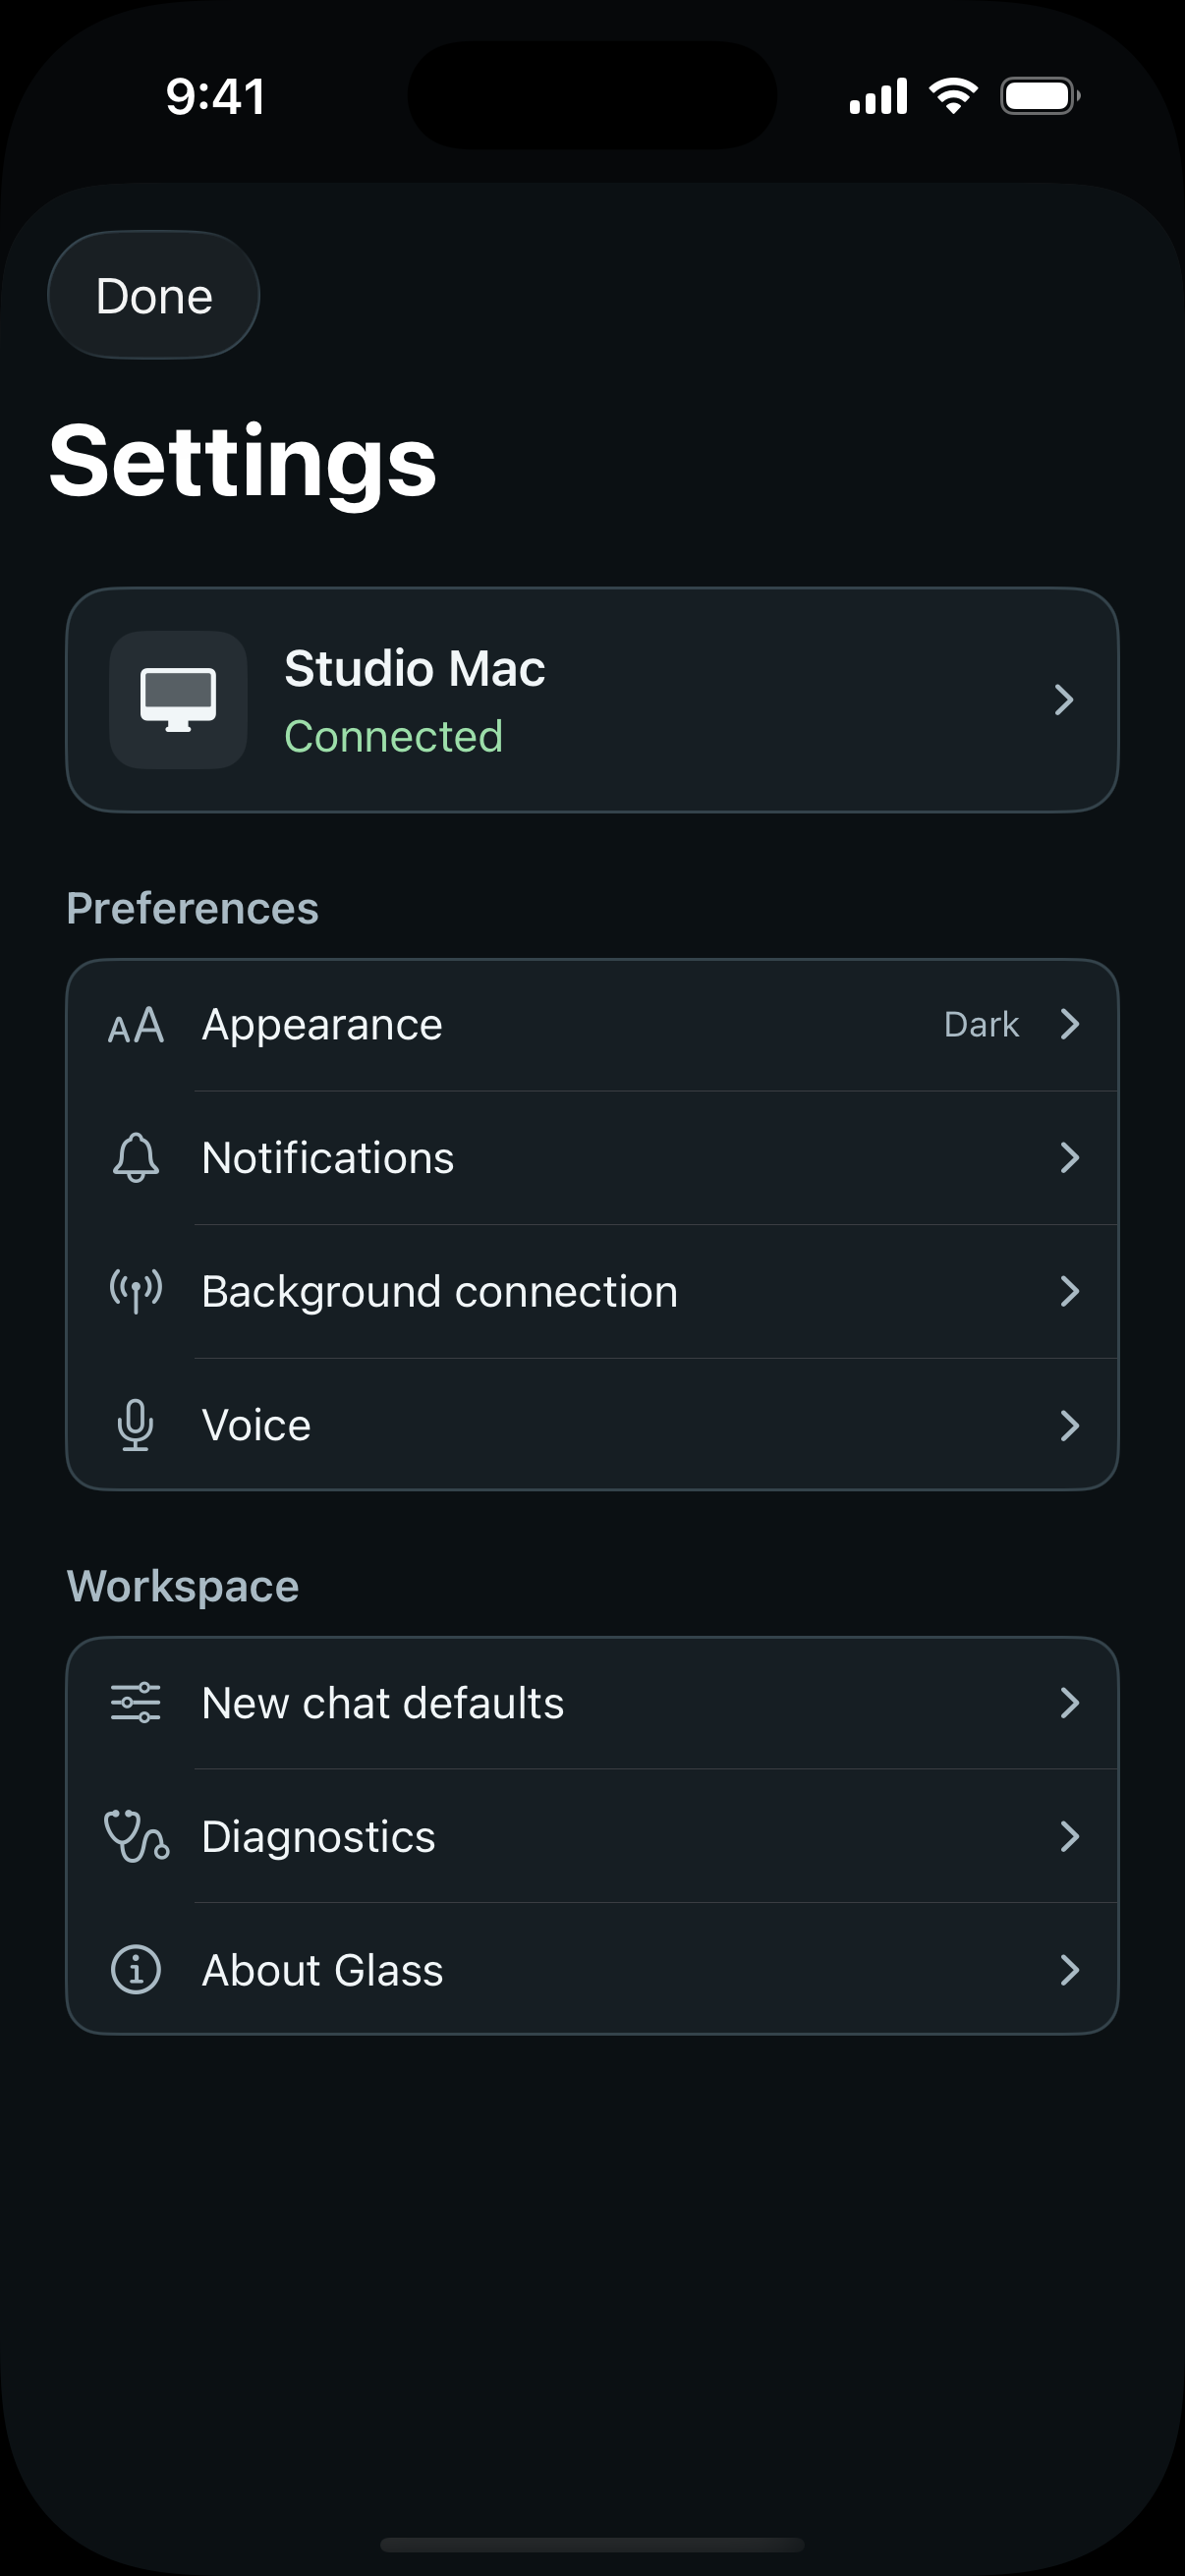 9:41
Done
Settings
Studio Mac
Connected
Preferences
Appearance Dark
Notifications
Background connection
Voice
Workspace
New chat defaults
Diagnostics
About Glass